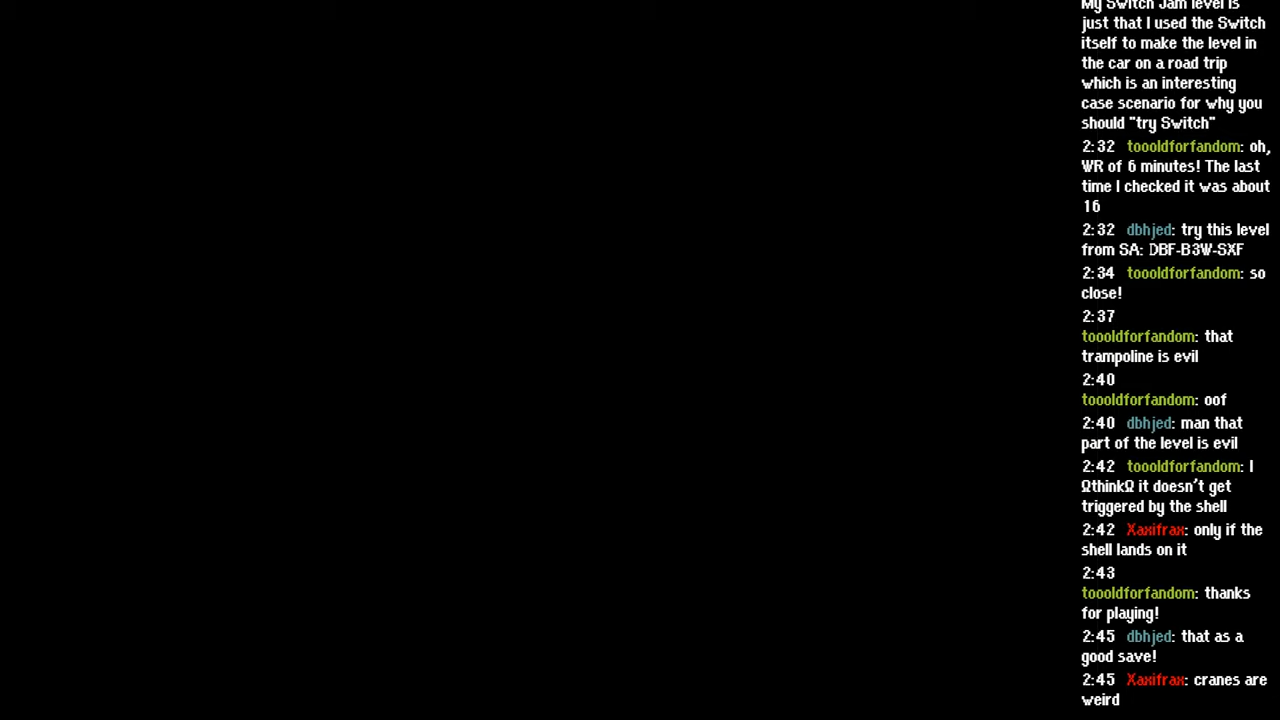 My Switch Jam level is
just that I used the Switch
itself to make the level in
the car on a road trip
which is an interesting
case scenario for why you
should "try Switch"
2:32 toooldforfandom: oh,
WR of 6 minutes! The last
time I checked it was about
16
2:32 dbhjed: try this level
from SA: DBF-B3W-SXF
2:34 toooldforfandom: so
close!
2:37
toooldforfandom: that
trampoline is evil
2:40
toooldforfandom: oof
2:40 dbhjed: man that
part of the level is evil
2:42 toooldforfandom: I
ΩthinkΩ it doesn't get
triggered by the shell
2:42 Xaxifrax: only if the
shell lands on it
2:43
toooldforfandom: thanks
for playing!
2:45 dbhjed: that as a
good save!
2:45 Xaxifrax: cranes are
weird